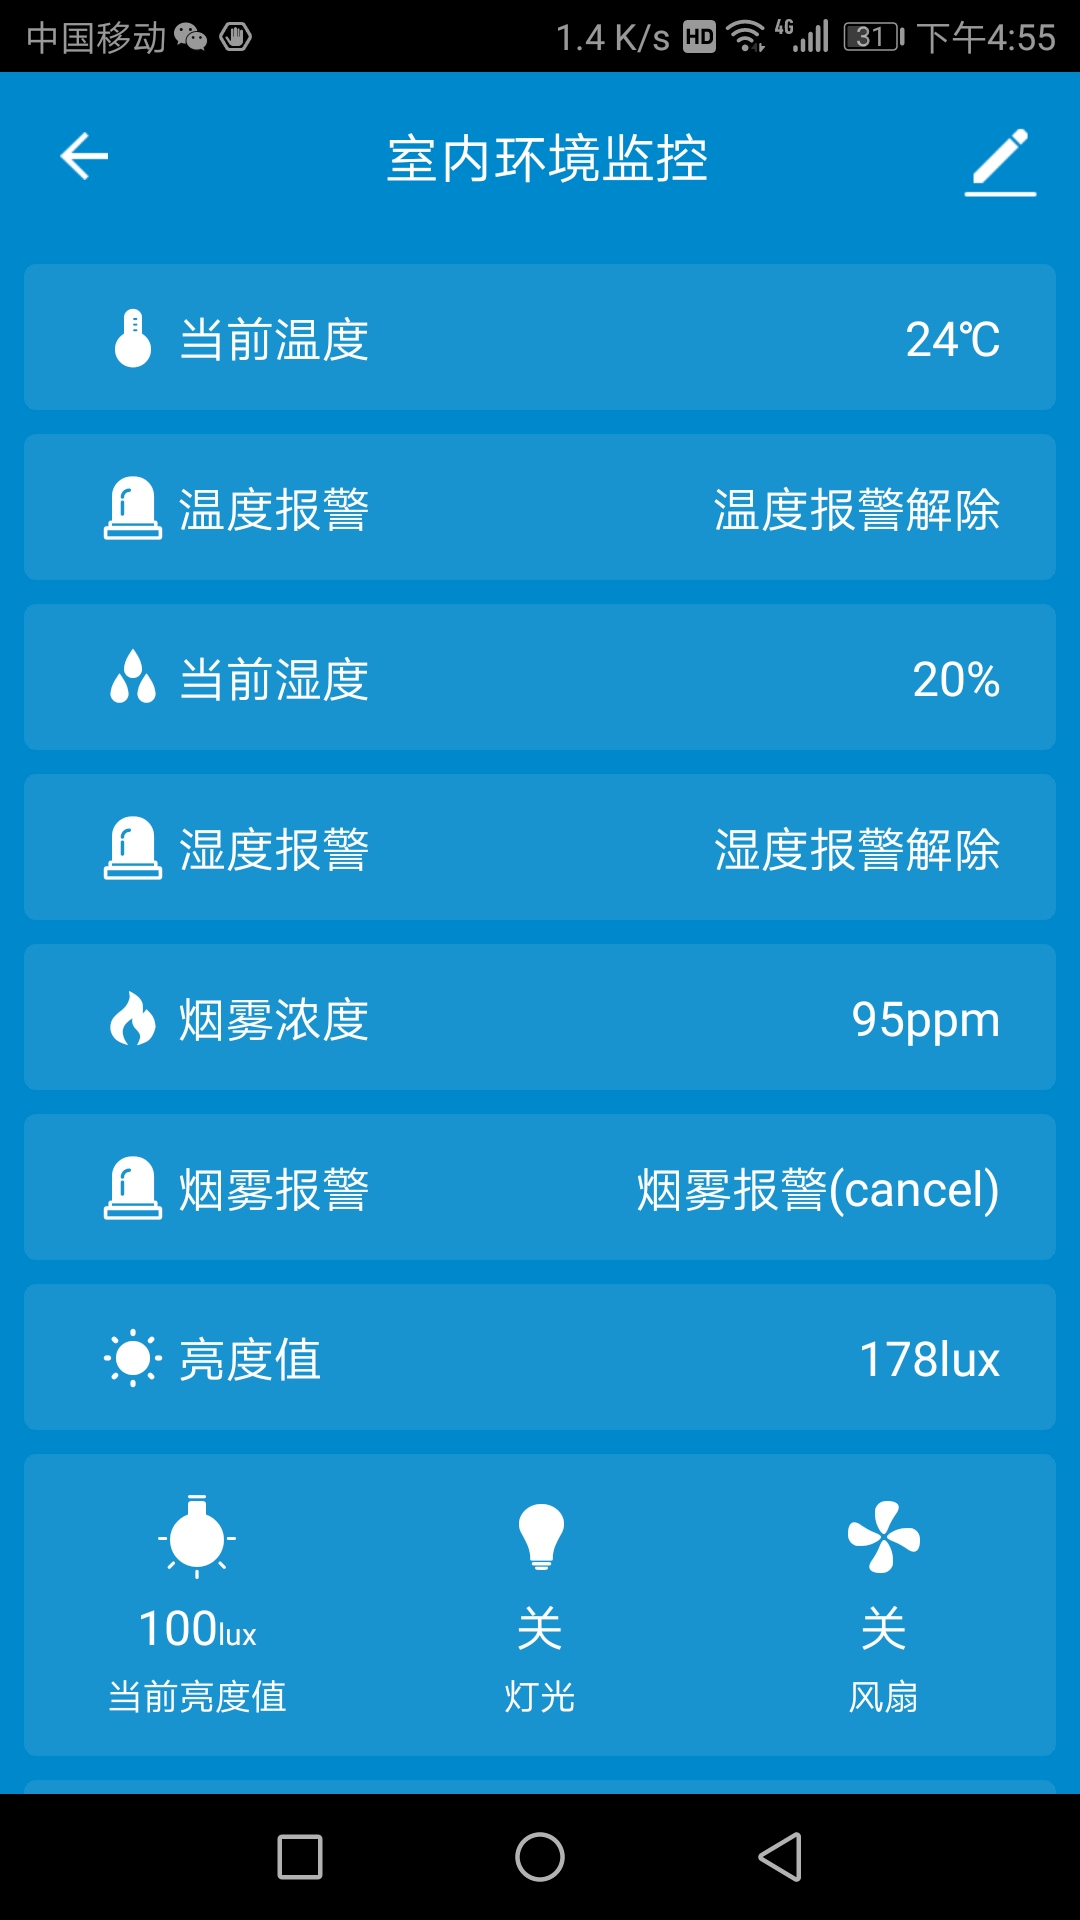 中国移动 1.4 K/s HD 4G 31 下午4:55
室内环境监控
当前温度 24℃
温度报警 温度报警解除
当前湿度 20%
湿度报警 湿度报警解除
烟雾浓度 95ppm
烟雾报警 烟雾报警(cancel)
亮度值 178lux
100lux 关 关
当前亮度值 灯光 风扇